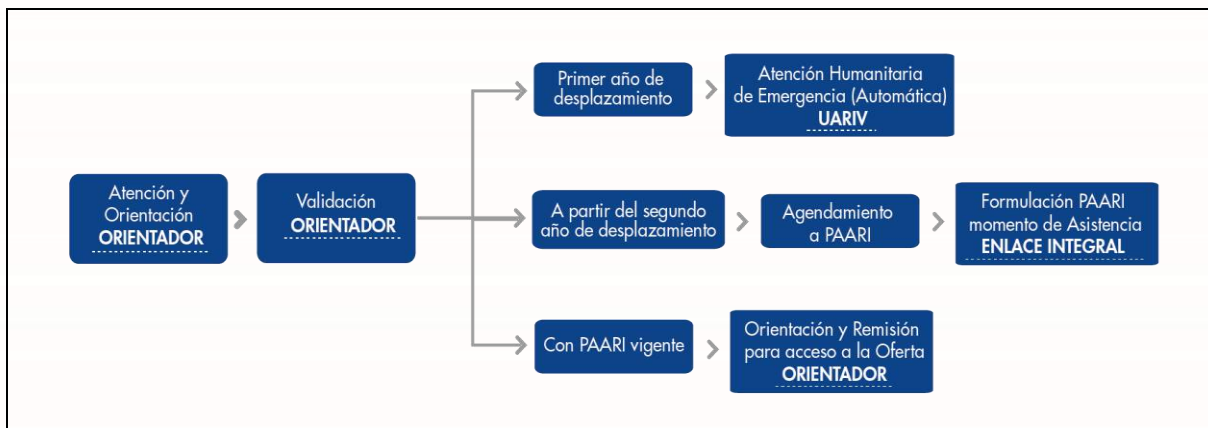 Atención y
Orientación
ORIENTADOR
Validación
ORIENTADOR
Primer año de
desplazamiento
Atención Humanitaria
de Emergencia (Automática)
UARIV
A partir del segundo
año de desplazamiento
Agendamiento
a PAARI
Formulación PAARI
momento de Asistencia
ENLACE INTEGRAL
Con PAARI vigente
Orientación y Remisión
para acceso a la Oferta
ORIENTADOR